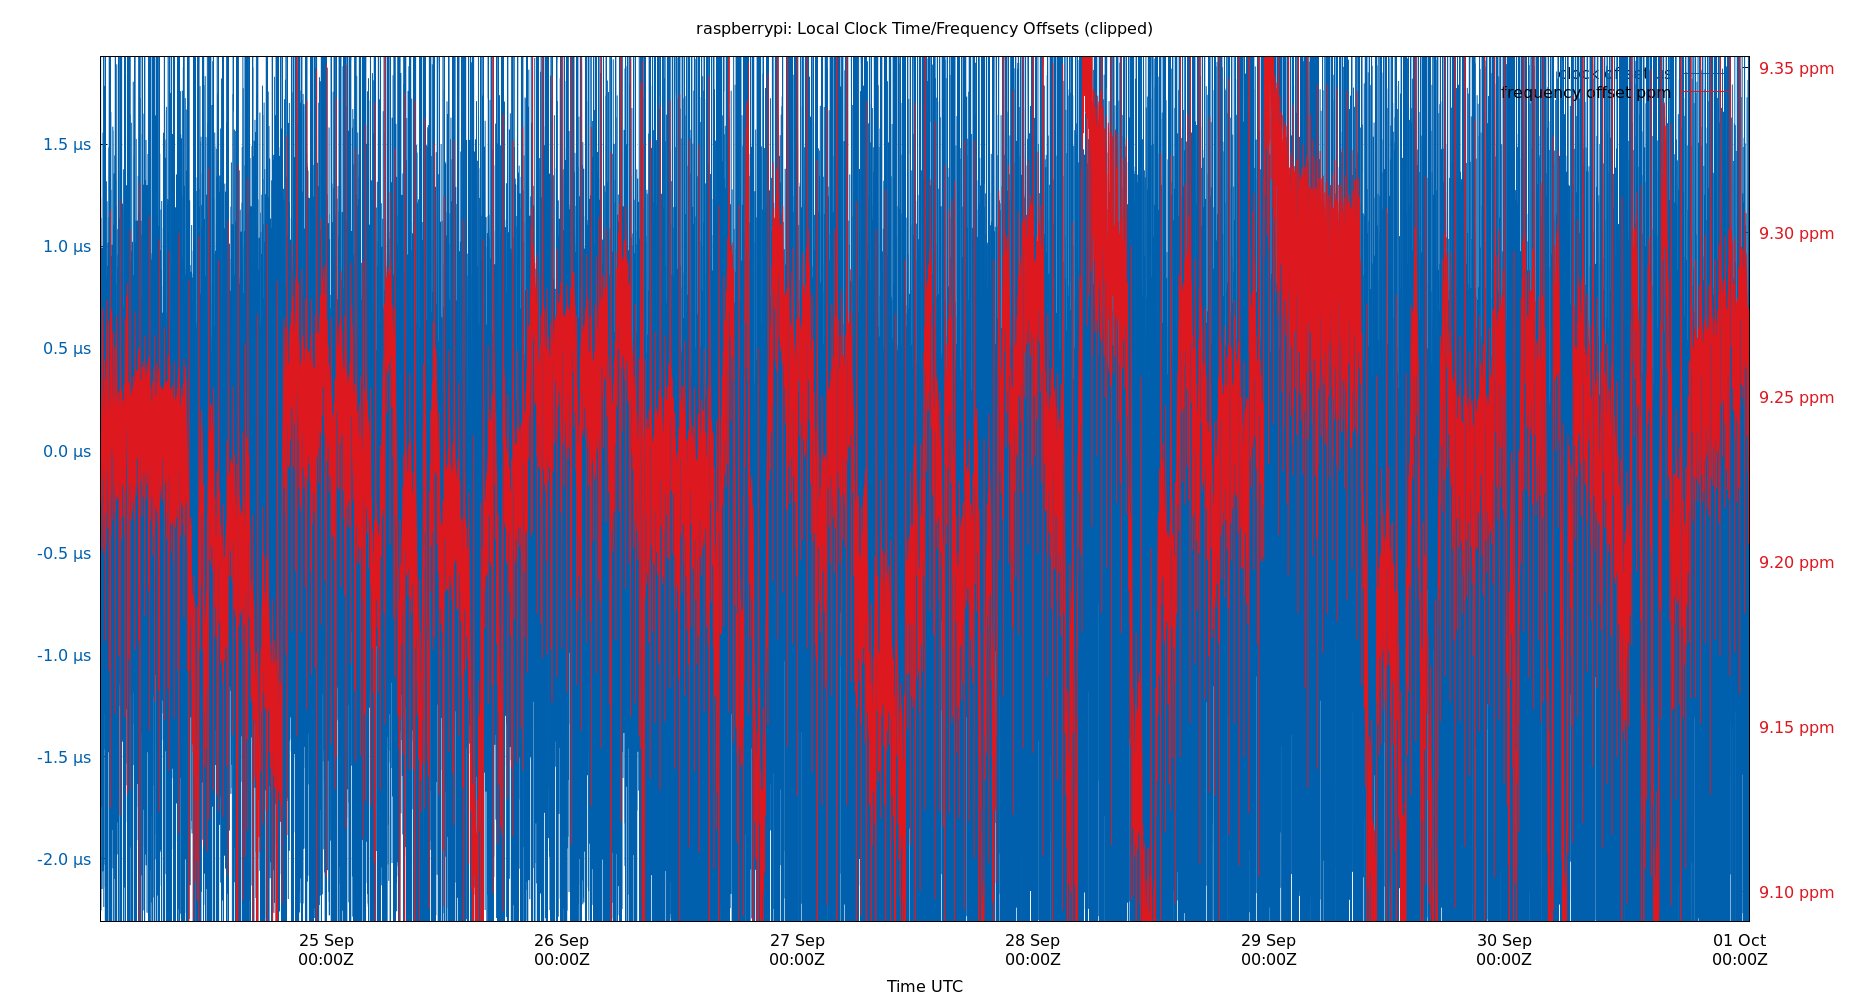 raspberrypi: Local Clock Time/Frequency Offsets (clipped)
clock offset µs
frequency offset ppm
1.5 µs
1.0 µs
0.5 µs
0.0 µs
-0.5 µs
-1.0 µs
-1.5 µs
-2.0 µs
9.35 ppm
9.30 ppm
9.25 ppm
9.20 ppm
9.15 ppm
9.10 ppm
25 Sep
00:00Z
26 Sep
00:00Z
27 Sep
00:00Z
28 Sep
00:00Z
29 Sep
00:00Z
30 Sep
00:00Z
01 Oct
00:00Z
Time UTC